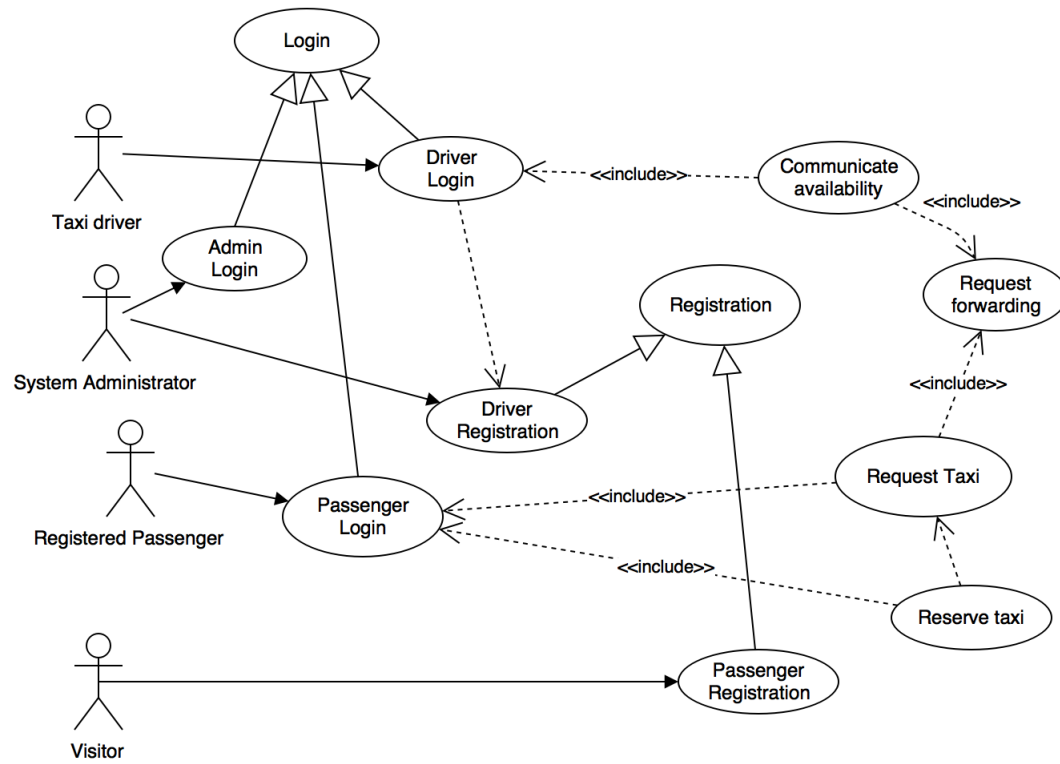 Login
Taxi driver
Driver
Login
<<include>>
Communicate
availability
<<include>>
Admin
Login
Request
forwarding
System Administrator
Registration
<<include>>
Driver
Registration
Registered Passenger
Passenger
Login
<<include>>
Request Taxi
<<include>>
Reserve taxi
Visitor
Passenger
Registration